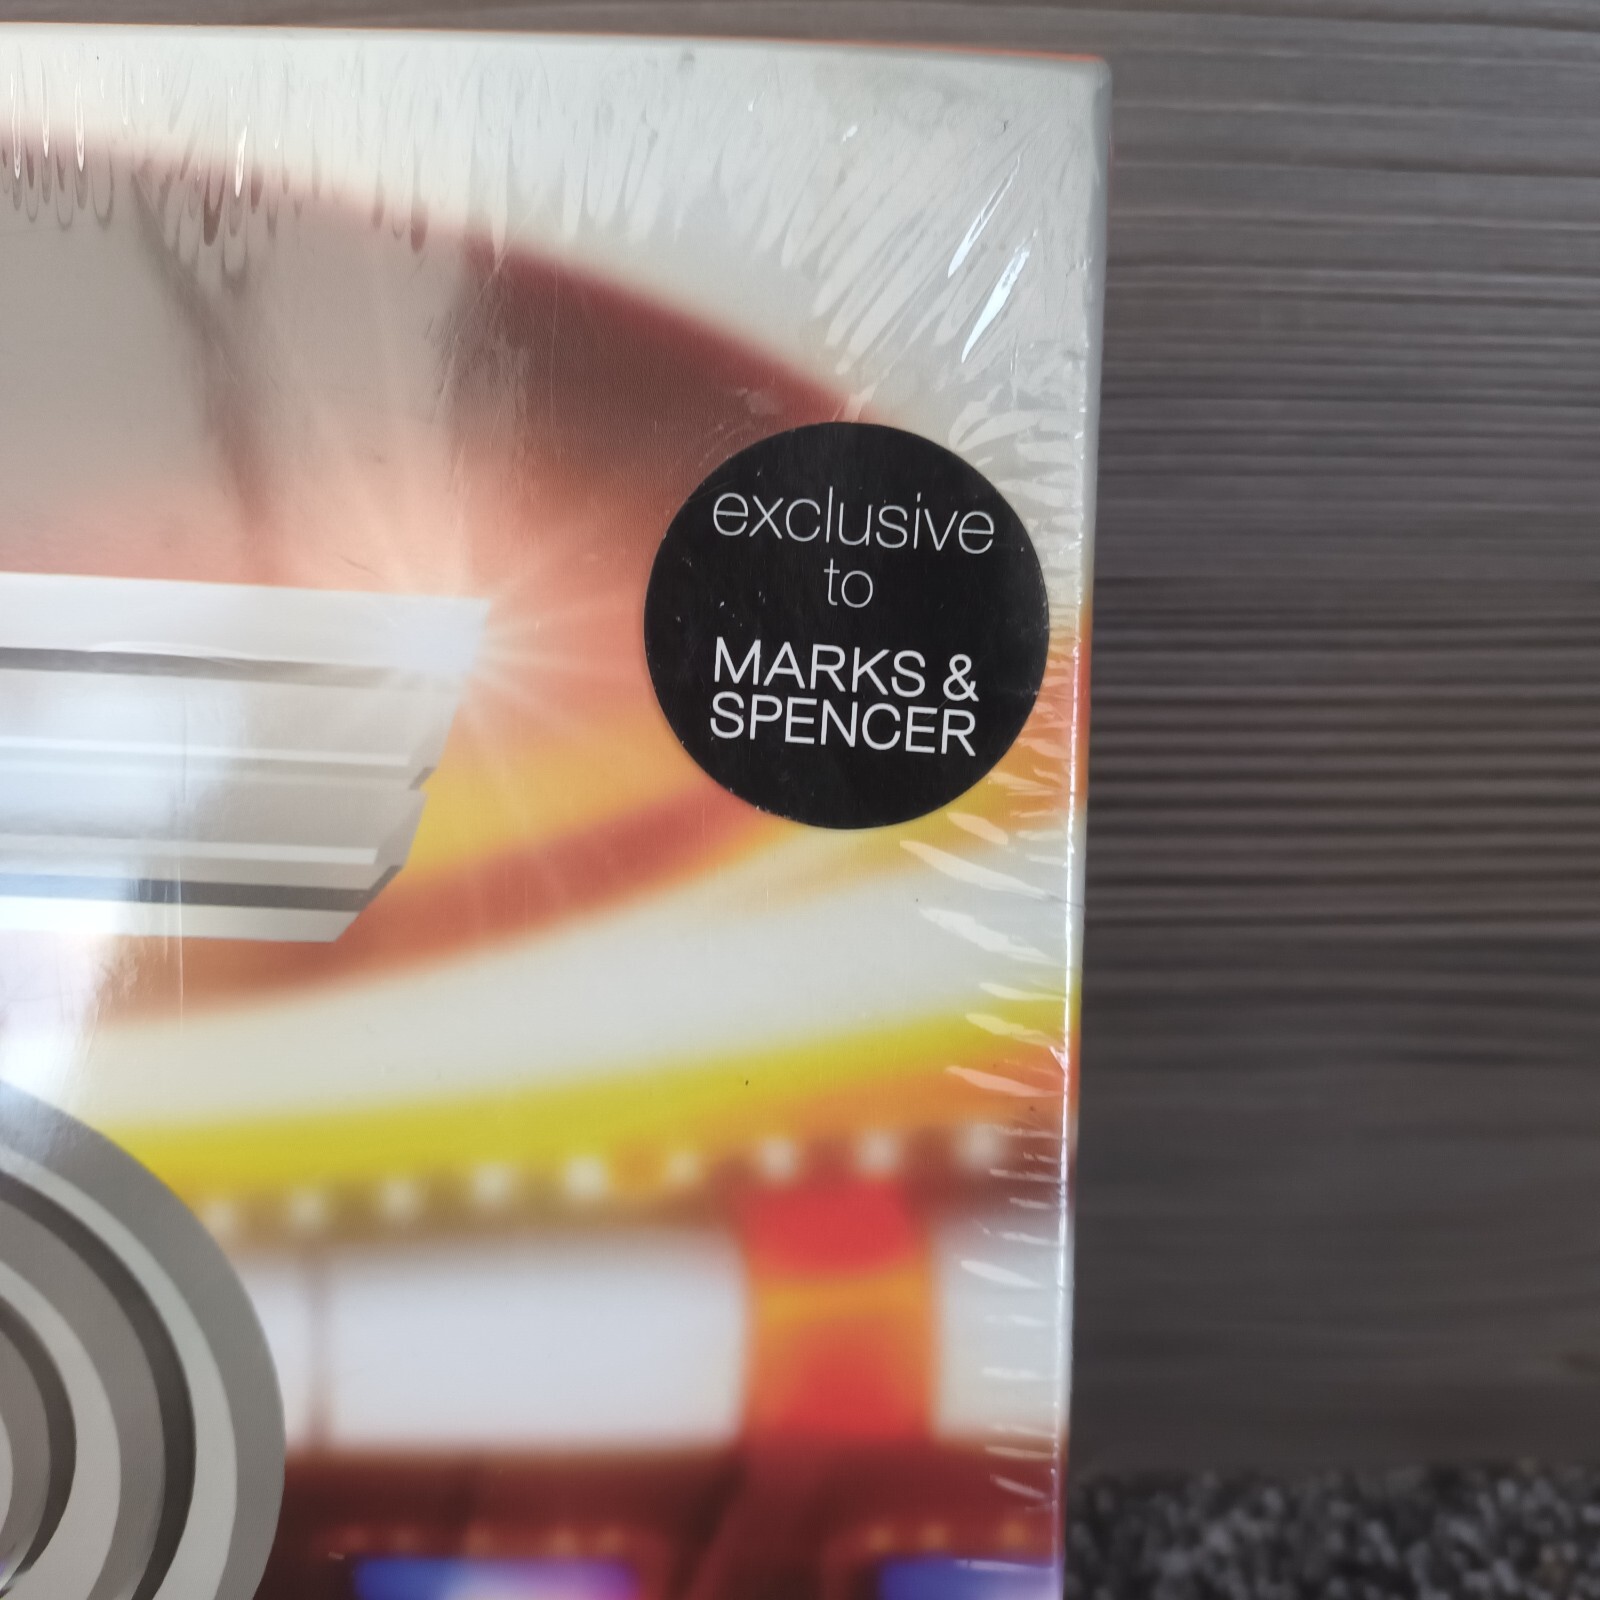 exclusive
to
MARKS &
SPENCER